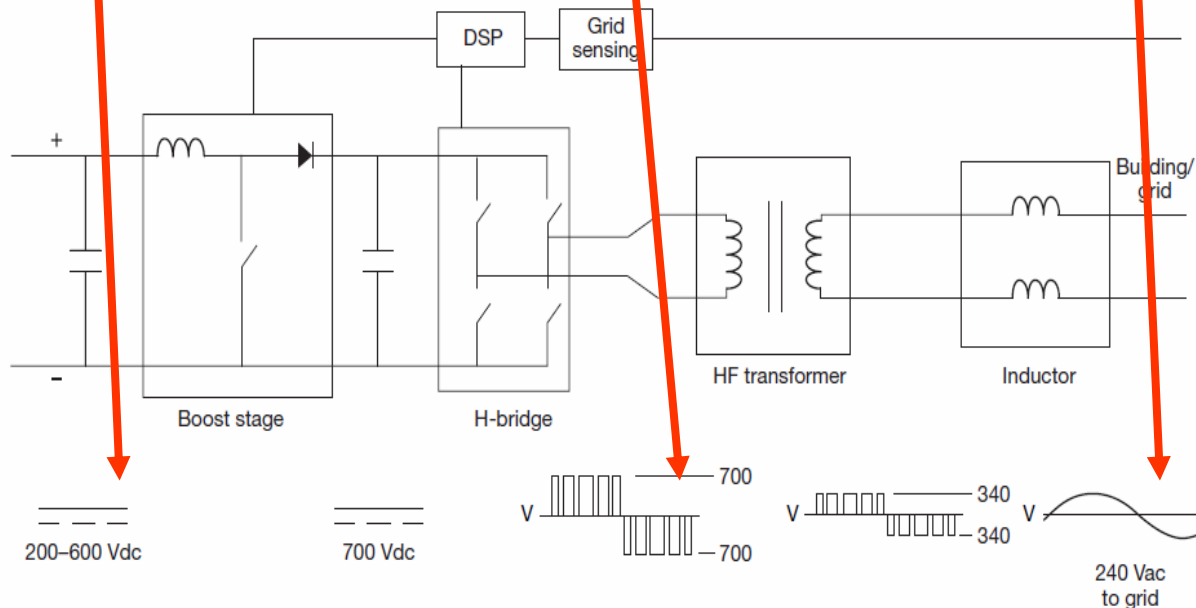 DSP
Grid
sensing
+
Building/
grid
-
HF transformer
Inductor
Boost stage
H-bridge
700
V
700
340
V
340
V
200–600 Vdc
700 Vdc
240 Vac
to grid